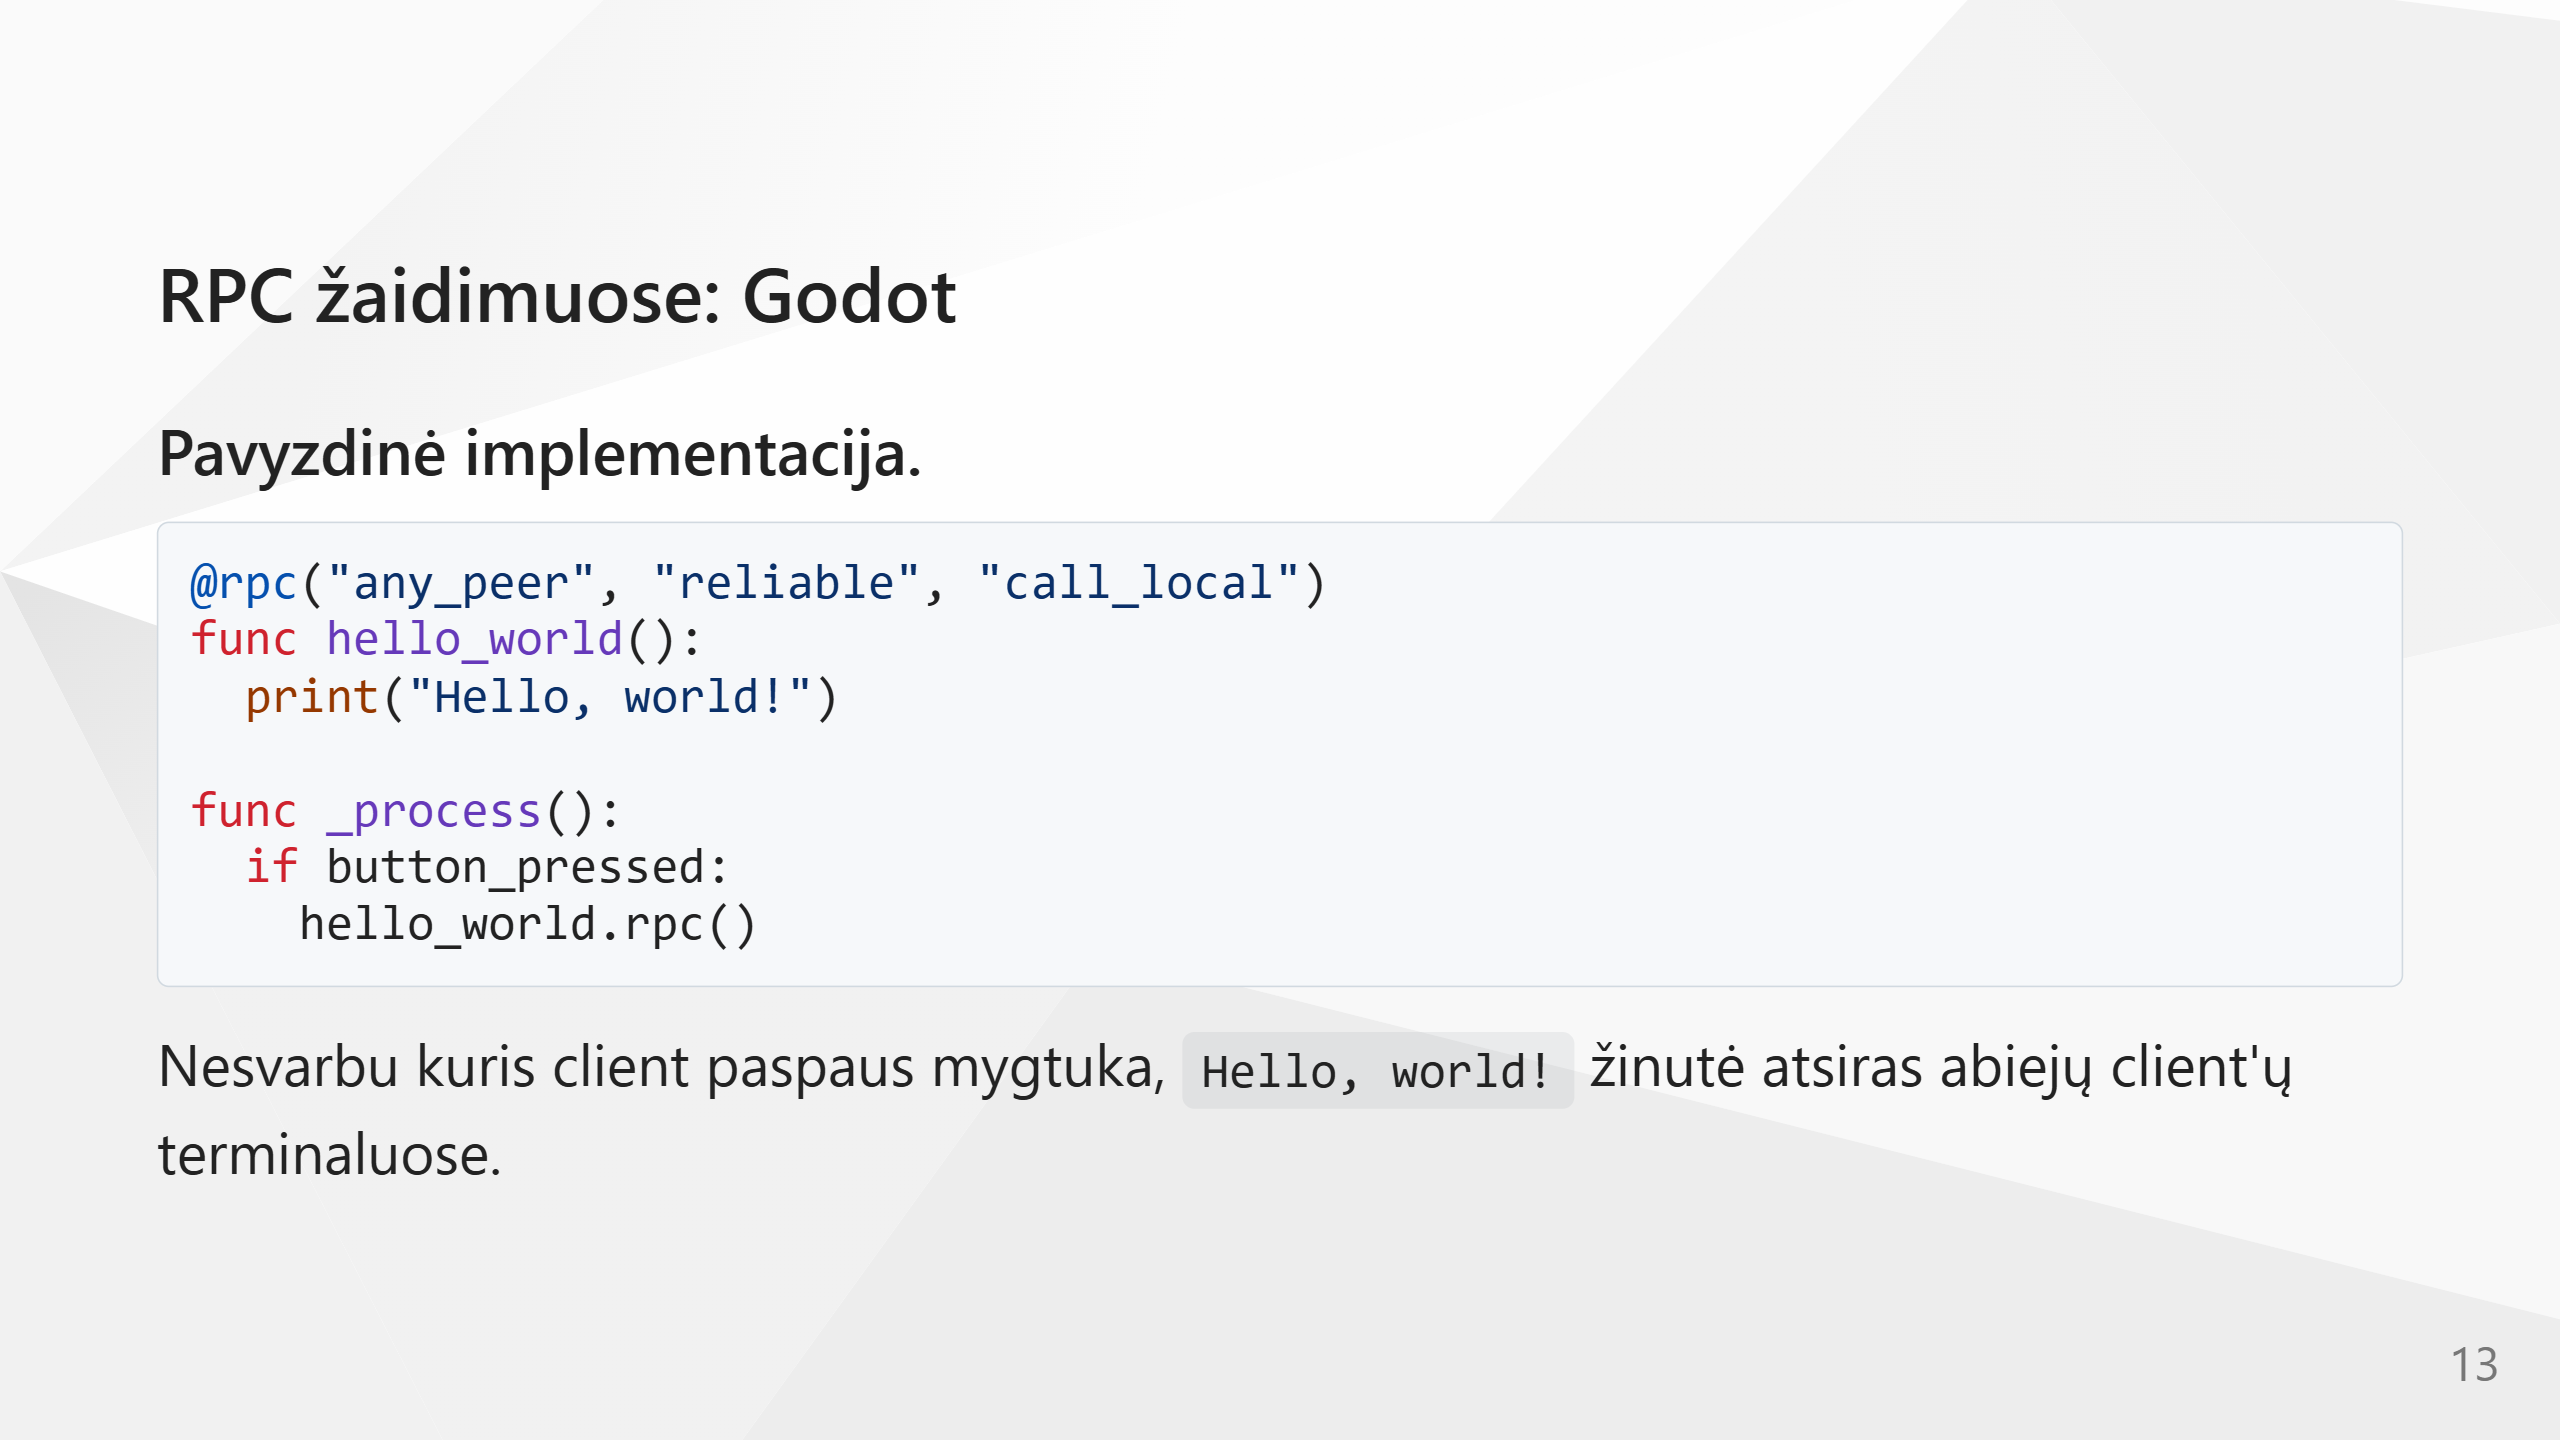 RPC žaidimuose: Godot
Pavyzdinė implementacija.
@rpc("any_peer", "reliable", "call_local")
func hello_world():
  print("Hello, world!")

func _process():
  if button_pressed:
    hello_world.rpc()
Nesvarbu kuris client paspaus mygtuka, Hello, world! žinutė atsiras abiejų client'ų
terminaluose.
13